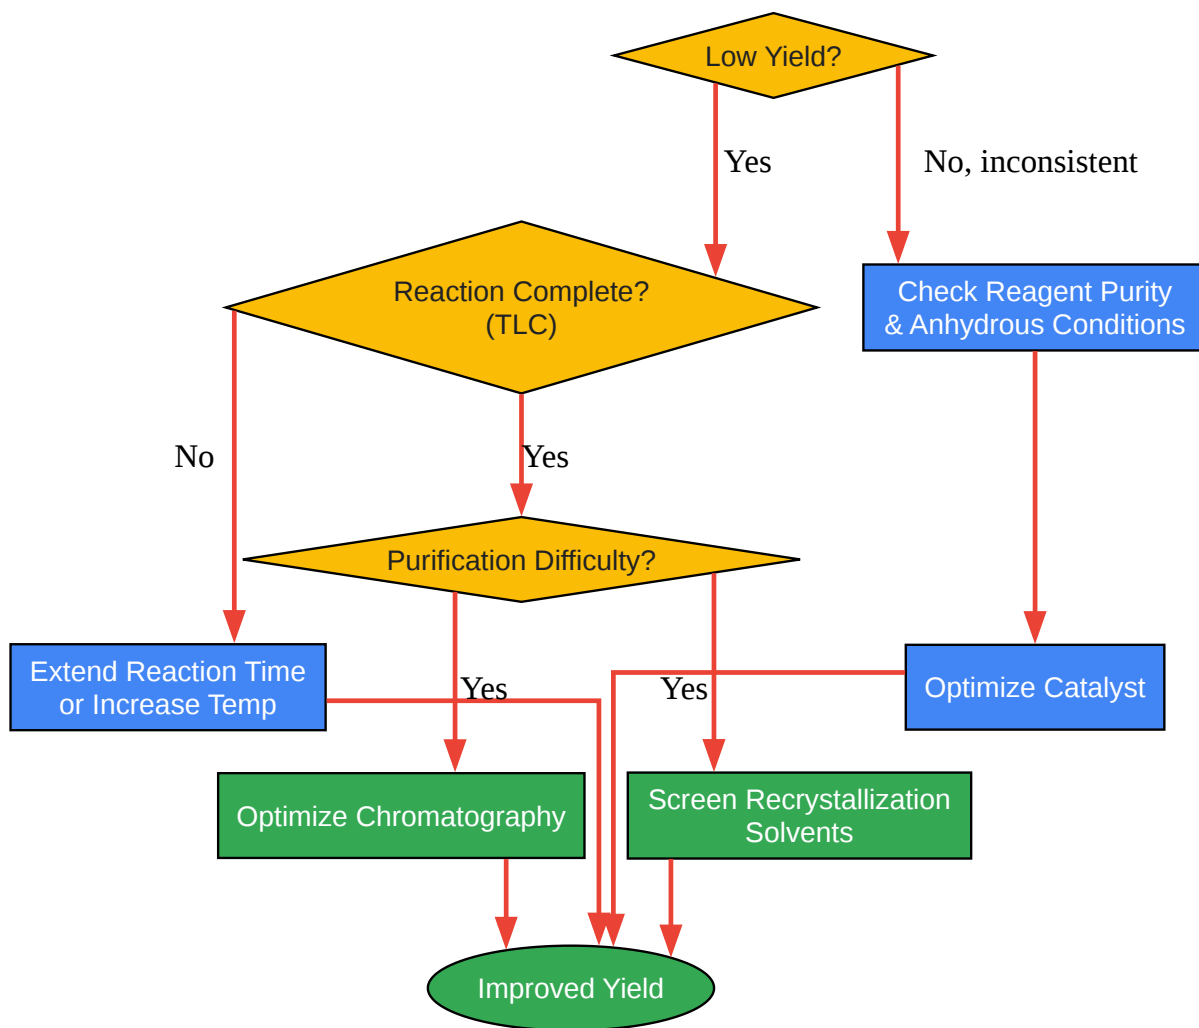 Low Yield?
Yes
No, inconsistent
Reaction Complete?
(TLC)
Check Reagent Purity
& Anhydrous Conditions
No
Yes
Purification Difficulty?
Extend Reaction Time
or Increase Temp
Yes
Yes
Optimize Catalyst
Optimize Chromatography
Screen Recrystallization
Solvents
Improved Yield